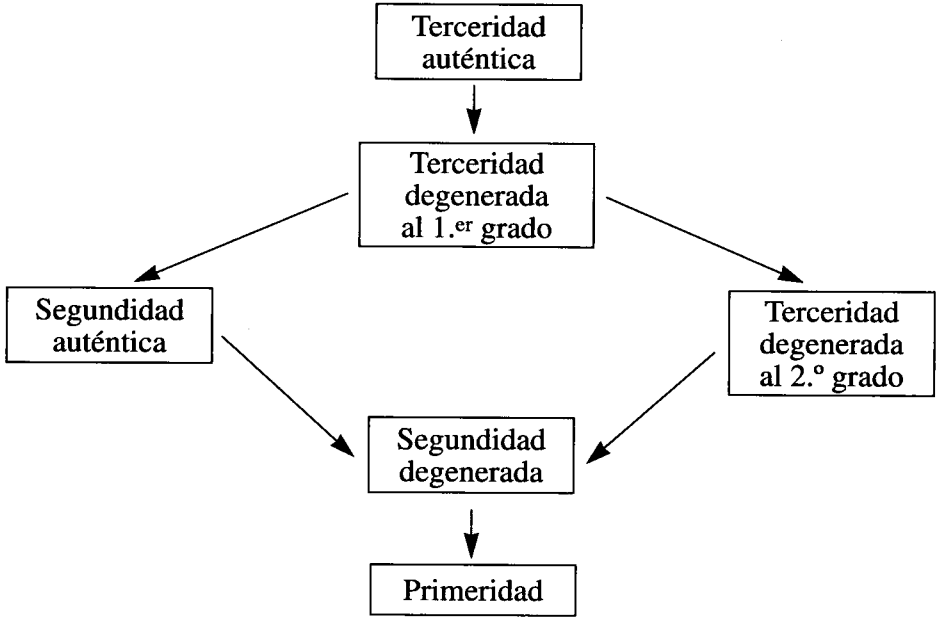 Terceridad
auténtica
Terceridad
degenerada
al 1.er grado
Segundidad
auténtica
Terceridad
degenerada
al 2.º grado
Segundidad
degenerada
Primeridad